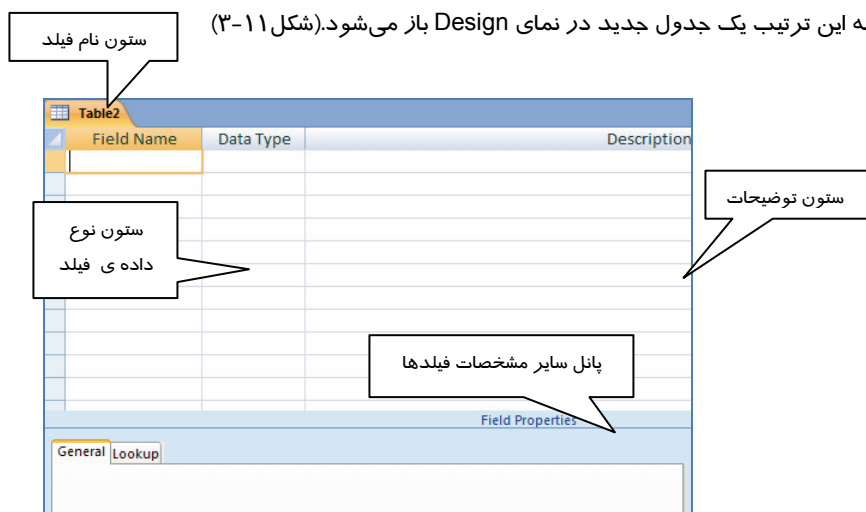 ه این ترتیب یک جدول جدید در نمای Design باز می‌شود.(شکل۱۱-۳)
ستون نام فیلد
Table2
Field Name Data Type Description
ستون توضیحات
ستون نوع
داده ی فیلد
پانل سایر مشخصات فیلدها
Field Properties
General Lookup